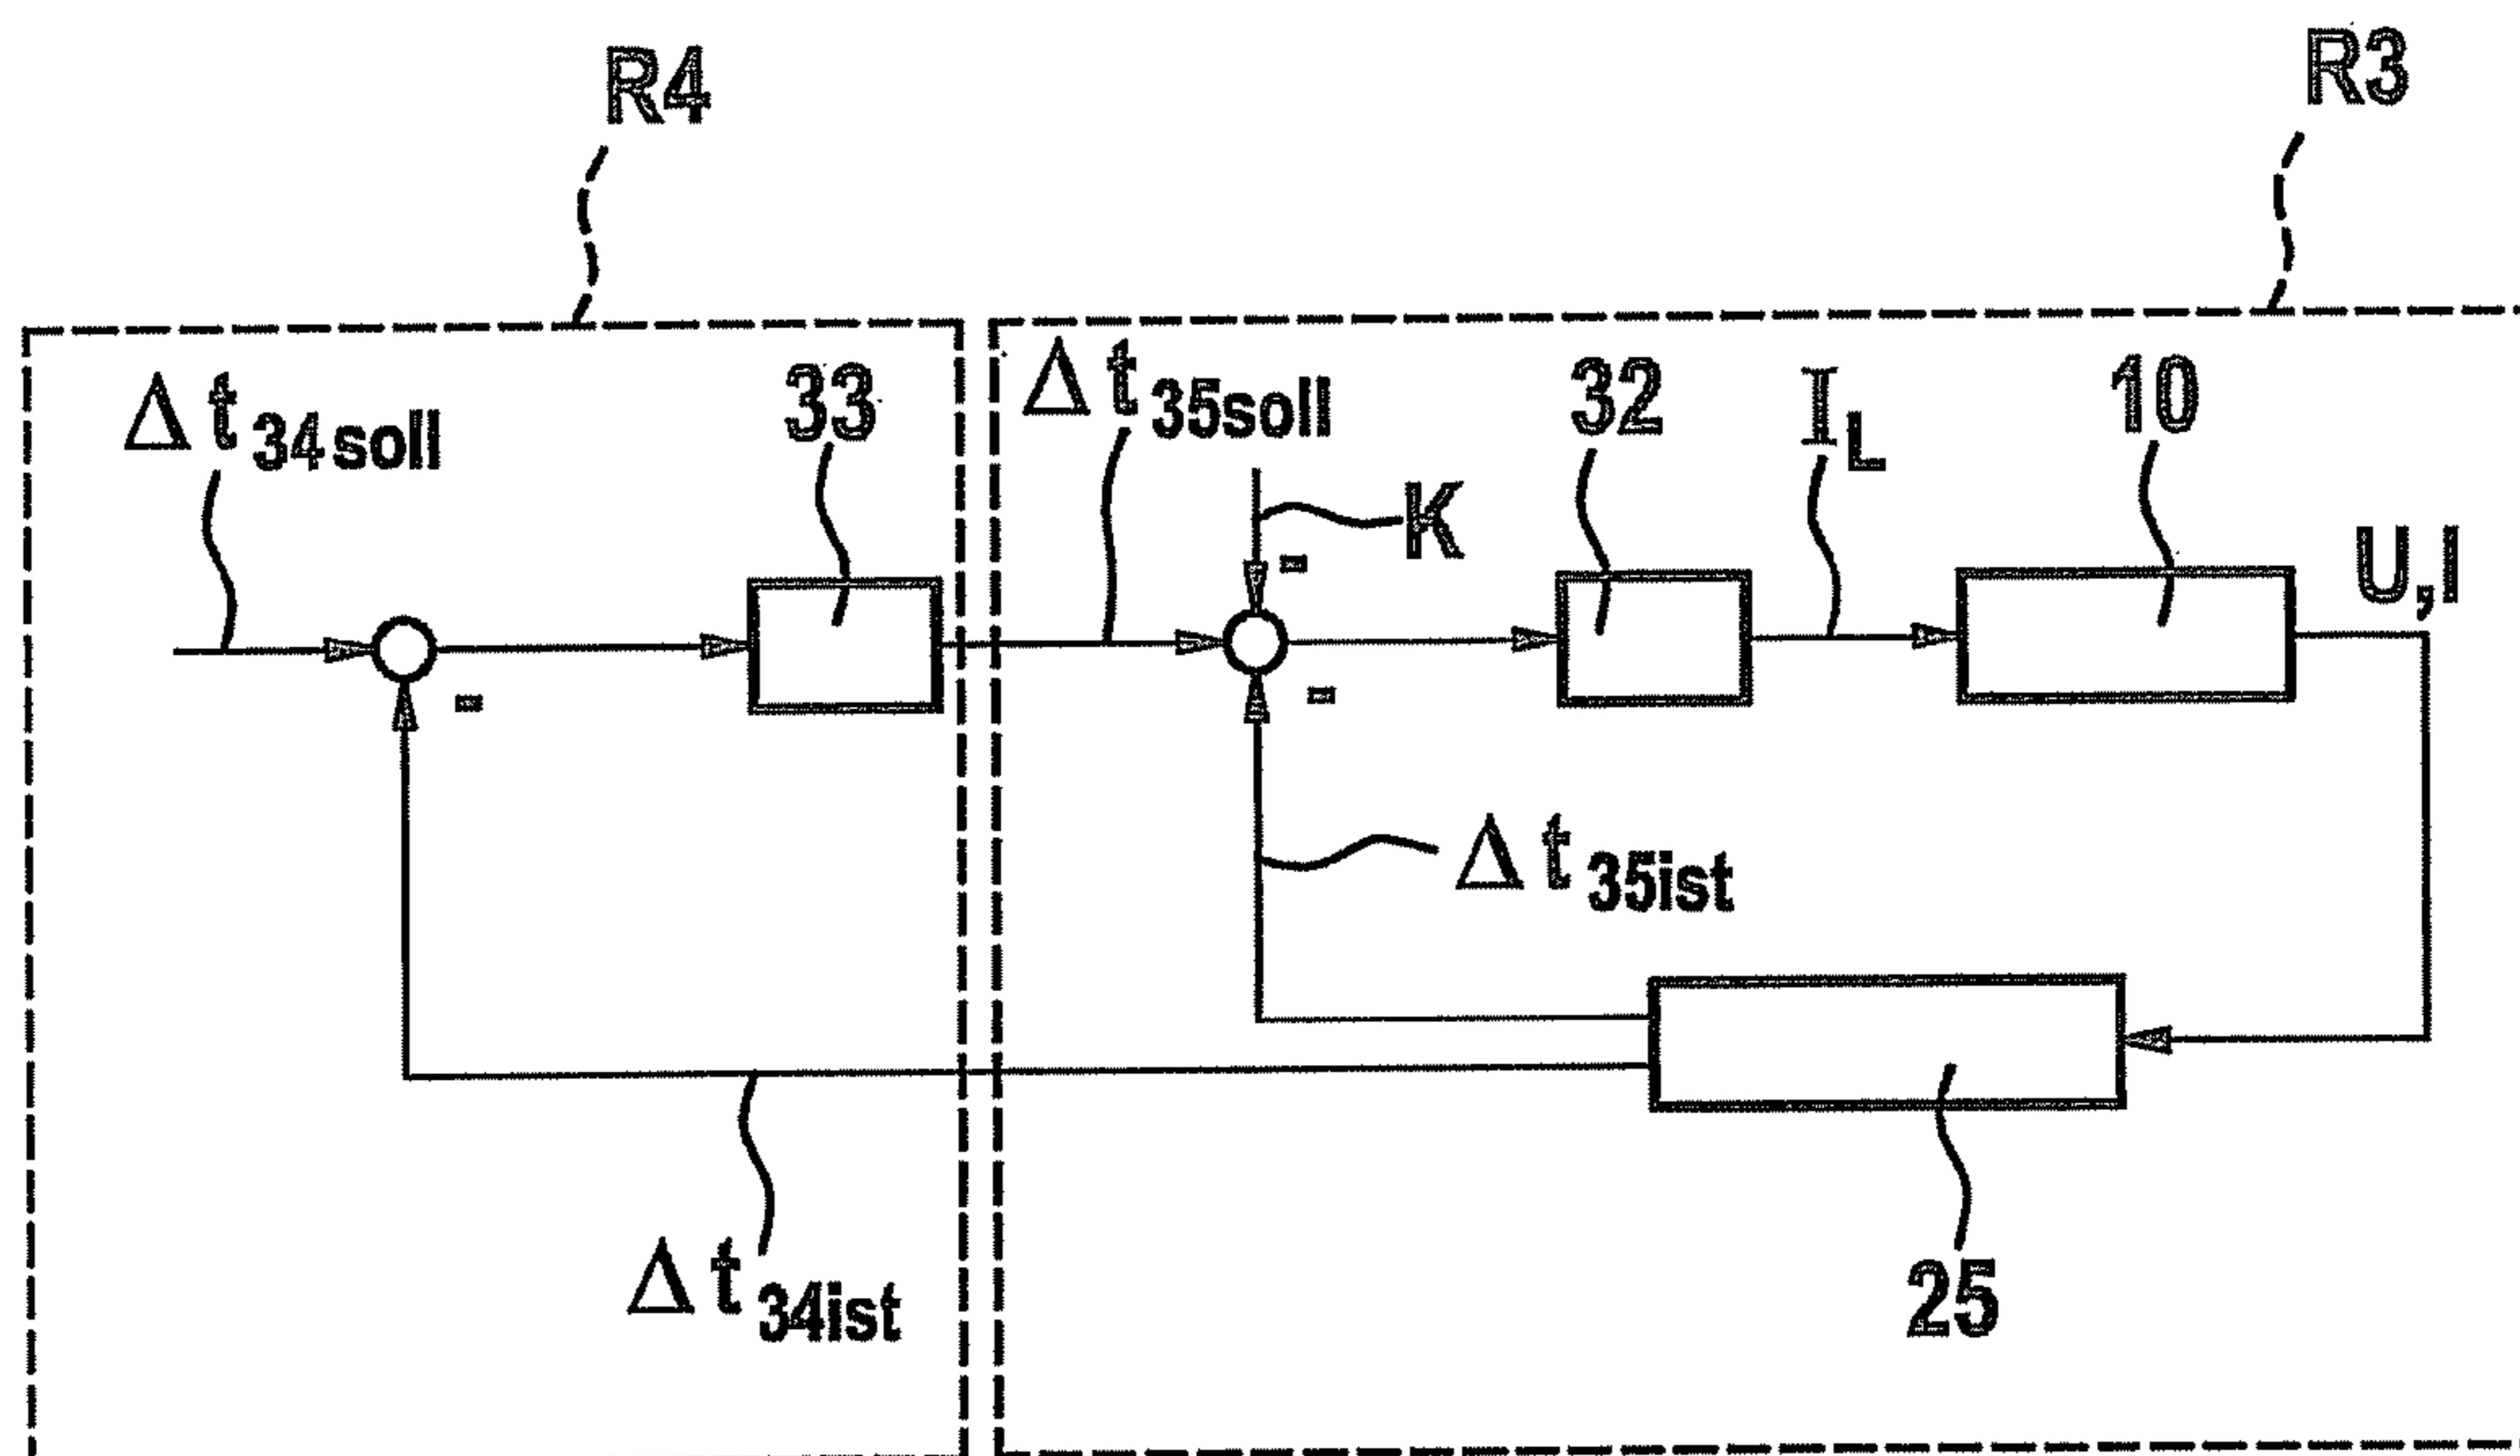 R4
R3
Δt34soll
33
Δt35soll
32
IL
10
K
U,I
-
-
-
Δt35ist
Δt34ist
25